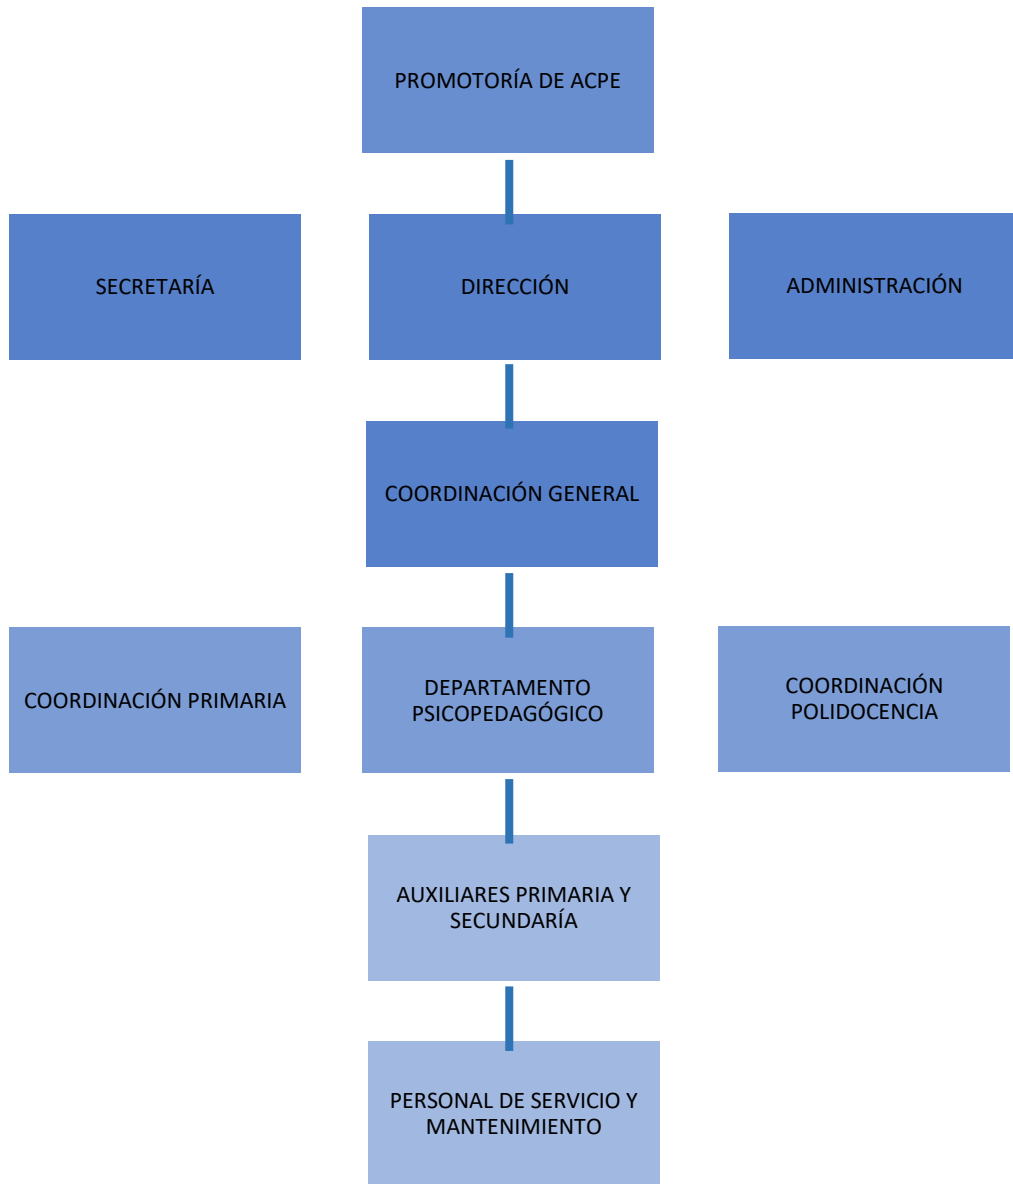 PROMOTORÍA DE ACPE
SECRETARÍA
DIRECCIÓN
ADMINISTRACIÓN
COORDINACIÓN GENERAL
COORDINACIÓN PRIMARIA
DEPARTAMENTO
PSICOPEDAGÓGICO
COORDINACIÓN
POLIDOCENCIA
AUXILIARES PRIMARIA Y
SECUNDARÍA
PERSONAL DE SERVICIO Y
MANTENIMIENTO